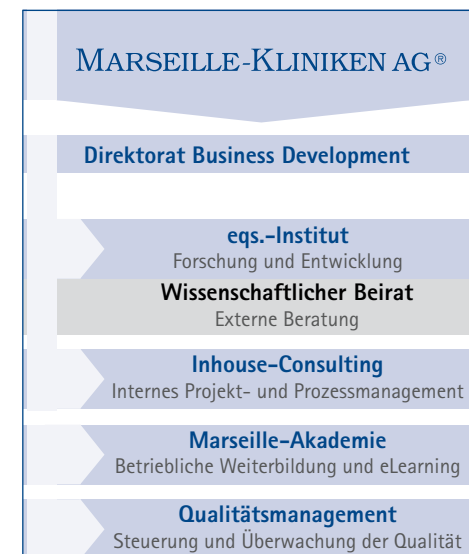 MARSEILLE-KLINIKEN AG®
Direktorat Business Development
eqs.-Institut
Forschung und Entwicklung
Wissenschaftlicher Beirat
Externe Beratung
Inhouse-Consulting
Internes Projekt- und Prozessmanagement
Marseille-Akademie
Betriebliche Weiterbildung und eLearning
Qualitätsmanagement
Steuerung und Überwachung der Qualität